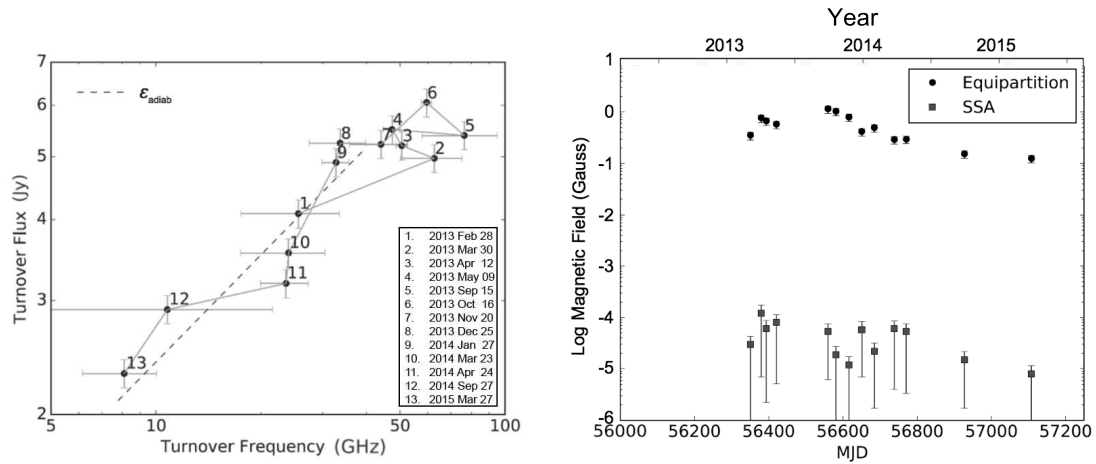 7
6
5
4
3
2
Turnover Flux (Jy)
ε adiab
6
4
5
8
7
3
2
9
1
10
11
12
13
1. 2013 Feb 28
2. 2013 Mar 30
3. 2013 Apr 12
4. 2013 May 09
5. 2013 Sep 15
6. 2013 Oct 16
7. 2013 Nov 20
8. 2013 Dec 25
9. 2014 Jan 27
10. 2014 Mar 23
11. 2014 Apr 24
12. 2014 Sep 27
13. 2015 Mar 27
5 10 50 100
Turnover Frequency (GHz)
Year
2013 2014 2015
1
0
-1
-2
-3
-4
-5
-6
Log Magnetic Field (Gauss)
Equipartition
SSA
56000 56200 56400 56600 56800 57000 57200
MJD